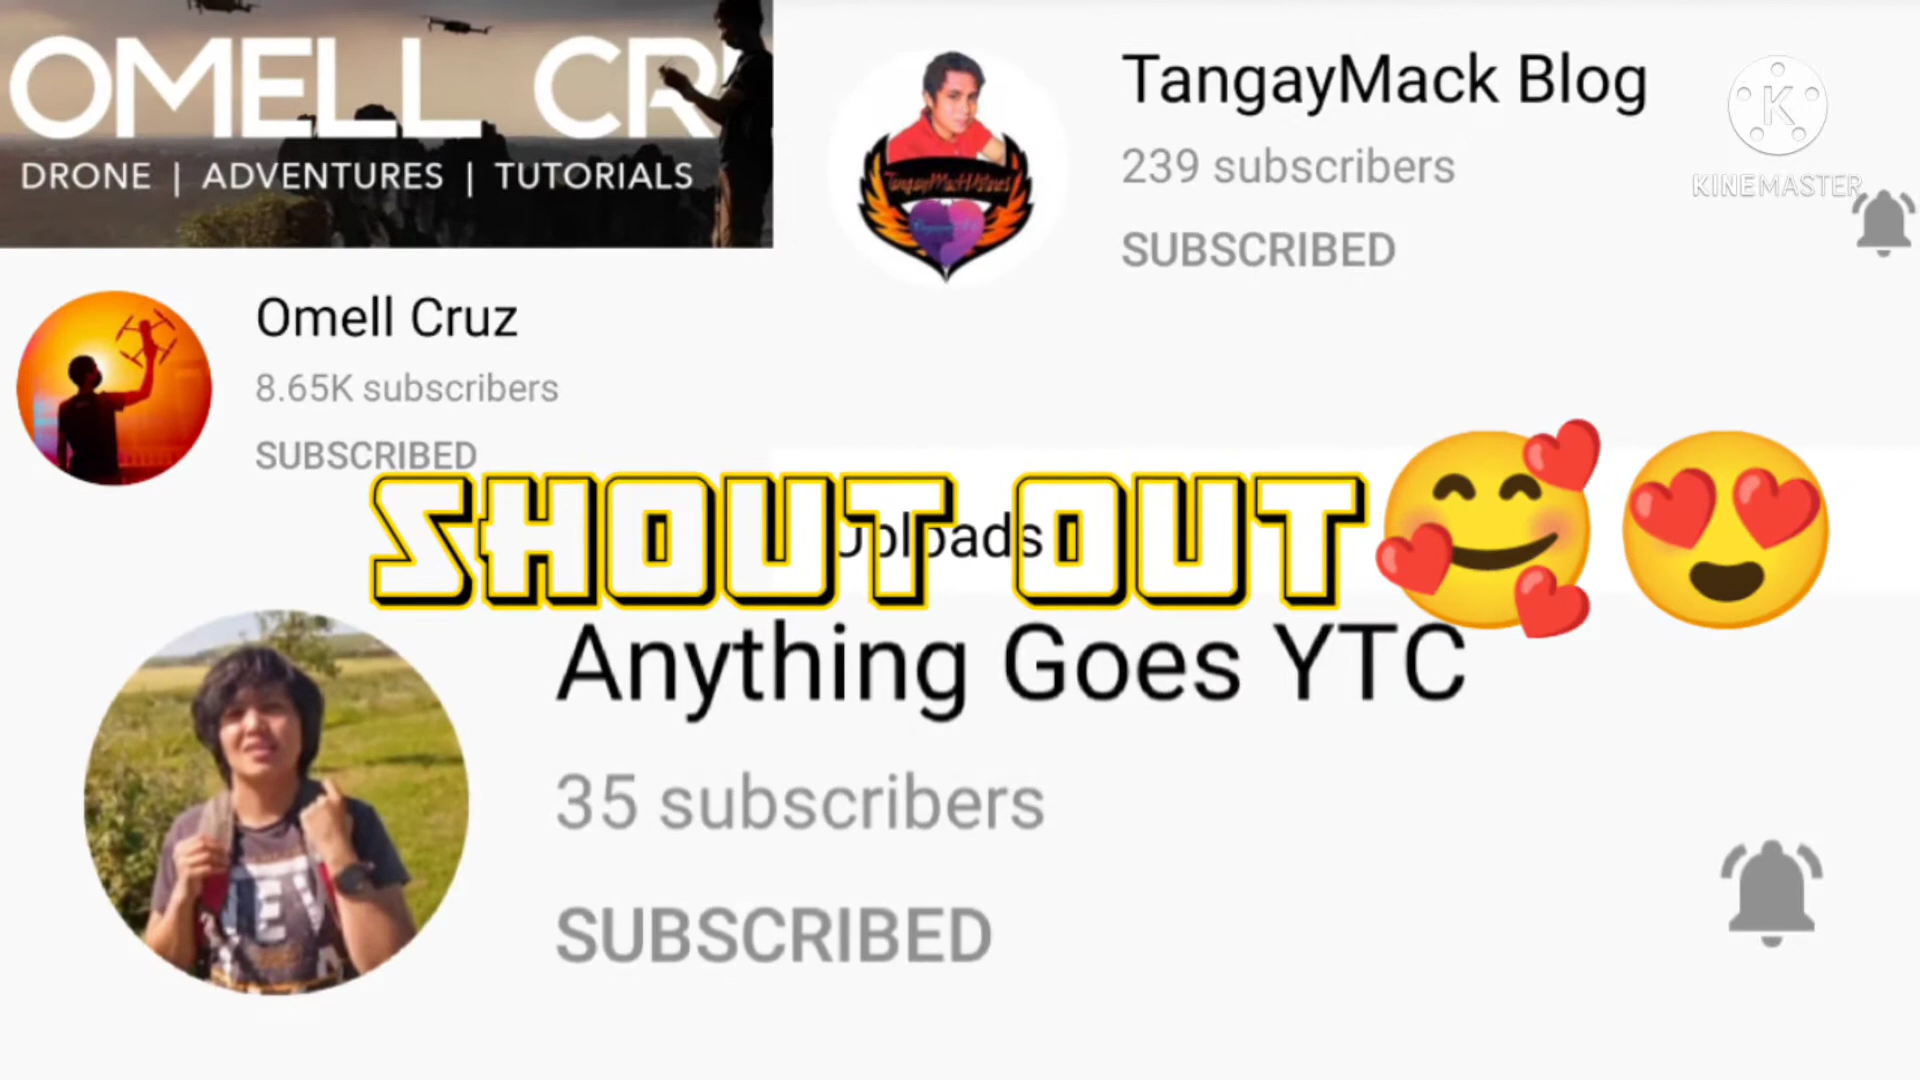 OMELL CR
DRONE | ADVENTURES | TUTORIALS
Omell Cruz
8.65K subscribers
SUBSCRIBED
TangayMack Blog
239 subscribers
SUBSCRIBED
KINEMASTER
SHOUT OUT🥰😍
Uploads
Anything Goes YTC
35 subscribers
SUBSCRIBED